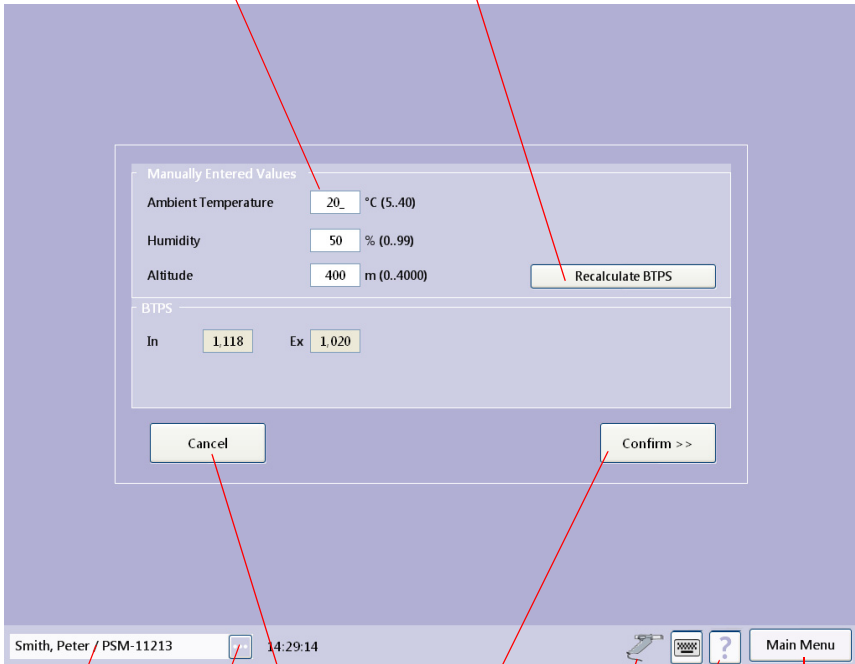 Manually Entered Values
Ambient Temperature 20_ °C (5..40)
Humidity 50 % (0..99)
Altitude 400 m (0..4000) Recalculate BTPS
BTPS
In 1,118 Ex 1,020
Cancel Confirm >>
Smith, Peter / PSM-11213 ... 14:29:14 ? Main Menu